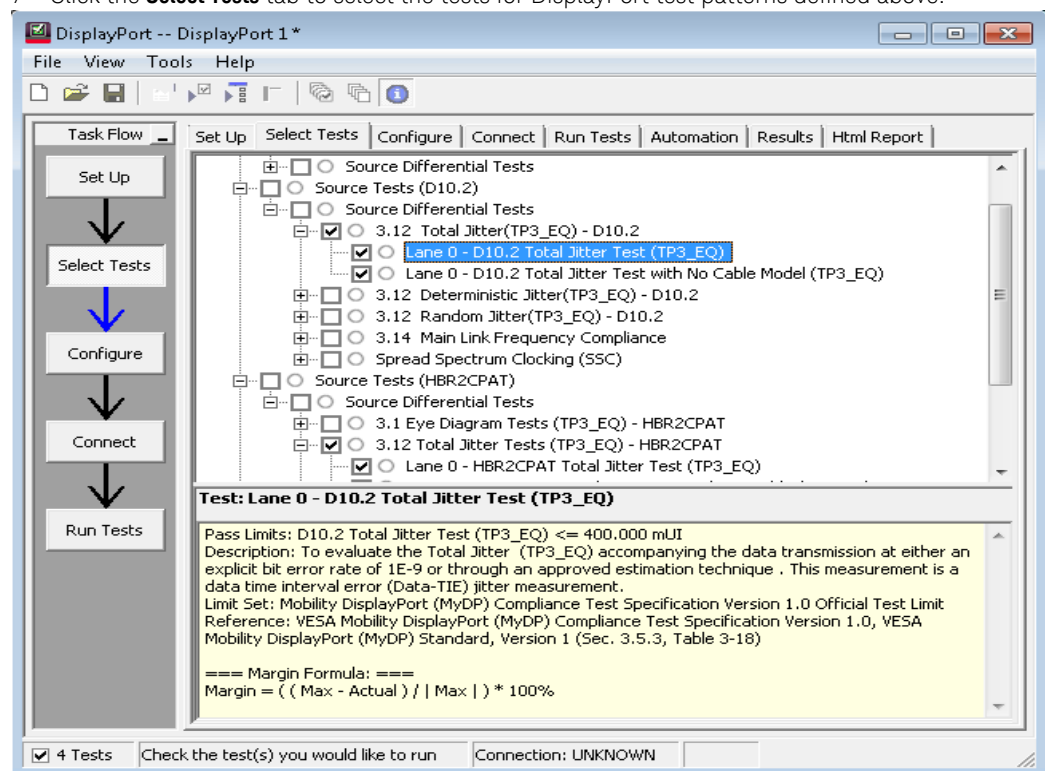 Click the Select Tests tab to select the tests for DisplayPort test patterns defined above.
DisplayPort -- DisplayPort 1*
File View Tools Help
Task Flow
Set Up
Select Tests
Configure
Connect
Run Tests
Set Up Select Tests Configure Connect Run Tests Automation Results Html Report
Source Differential Tests
Source Tests (D10.2)
Source Differential Tests
3.12 Total Jitter(TP3_EQ) - D10.2
Lane 0 - D10.2 Total Jitter Test (TP3_EQ)
Lane 0 - D10.2 Total Jitter Test with No Cable Model (TP3_EQ)
3.12 Deterministic Jitter(TP3_EQ) - D10.2
3.12 Random Jitter(TP3_EQ) - D10.2
3.14 Main Link Frequency Compliance
Spread Spectrum Clocking (SSC)
Source Tests (HBR2CPAT)
Source Differential Tests
3.1 Eye Diagram Tests (TP3_EQ) - HBR2CPAT
3.12 Total Jitter Tests (TP3_EQ) - HBR2CPAT
Lane 0 - HBR2CPAT Total Jitter Test (TP3_EQ)
Test: Lane 0 - D10.2 Total Jitter Test (TP3_EQ)
Pass Limits: D10.2 Total Jitter Test (TP3_EQ) <= 400.000 mUI
Description: To evaluate the Total Jitter (TP3_EQ) accompanying the data transmission at either an
explicit bit error rate of 1E-9 or through an approved estimation technique . This measurement is a
data time interval error (Data-TIE) jitter measurement.
Limit Set: Mobility DisplayPort (MyDP) Compliance Test Specification Version 1.0 Official Test Limit
Reference: VESA Mobility DisplayPort (MyDP) Compliance Test Specification Version 1.0, VESA
Mobility DisplayPort (MyDP) Standard, Version 1 (Sec. 3.5.3, Table 3-18)
=== Margin Formula: ===
Margin = ( ( Max - Actual ) / | Max | ) * 100%
4 Tests
Check the test(s) you would like to run
Connection: UNKNOWN